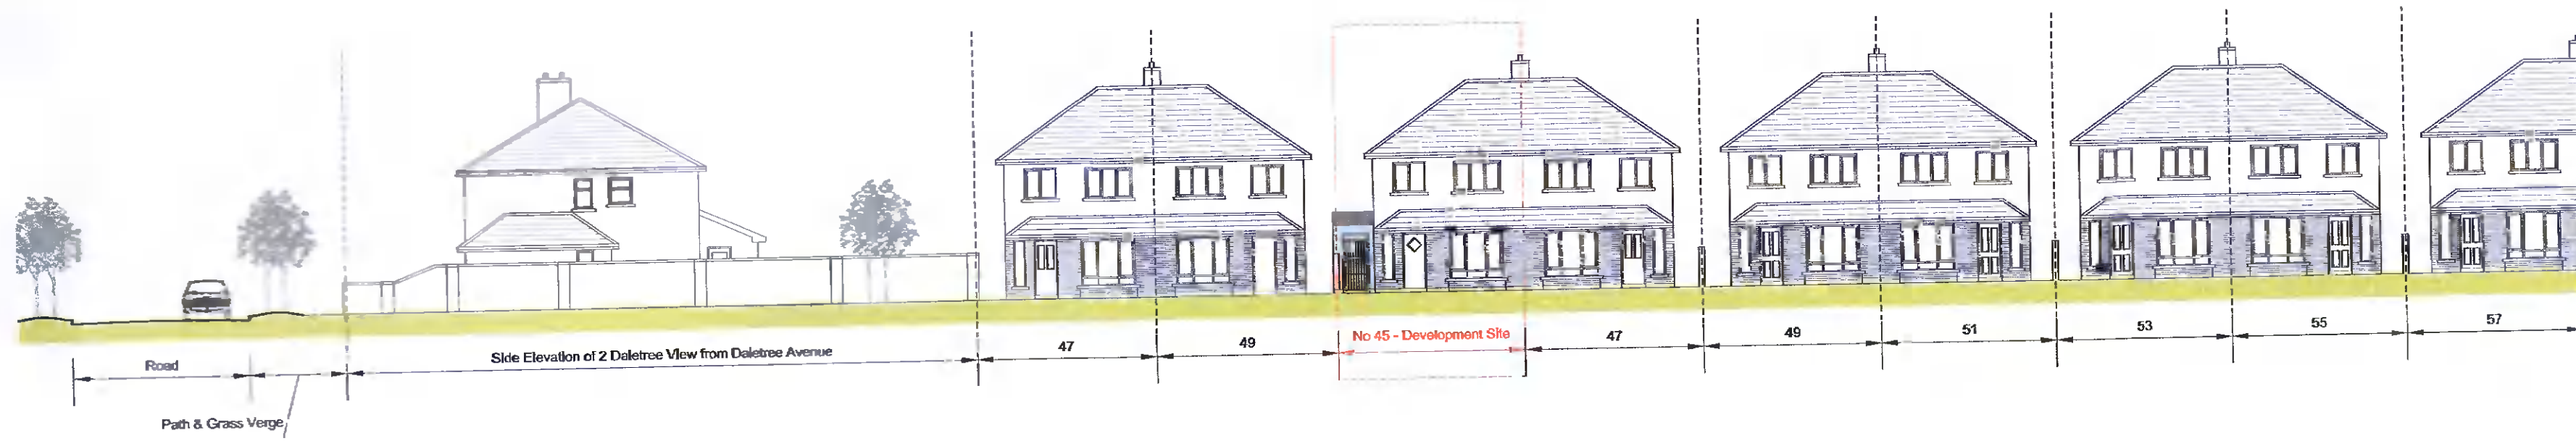 Road
Path & Grass Verge
Side Elevation of 2 Daletree View from Daletree Avenue
47
49
No 45 - Development Site
47
49
51
53
55
57